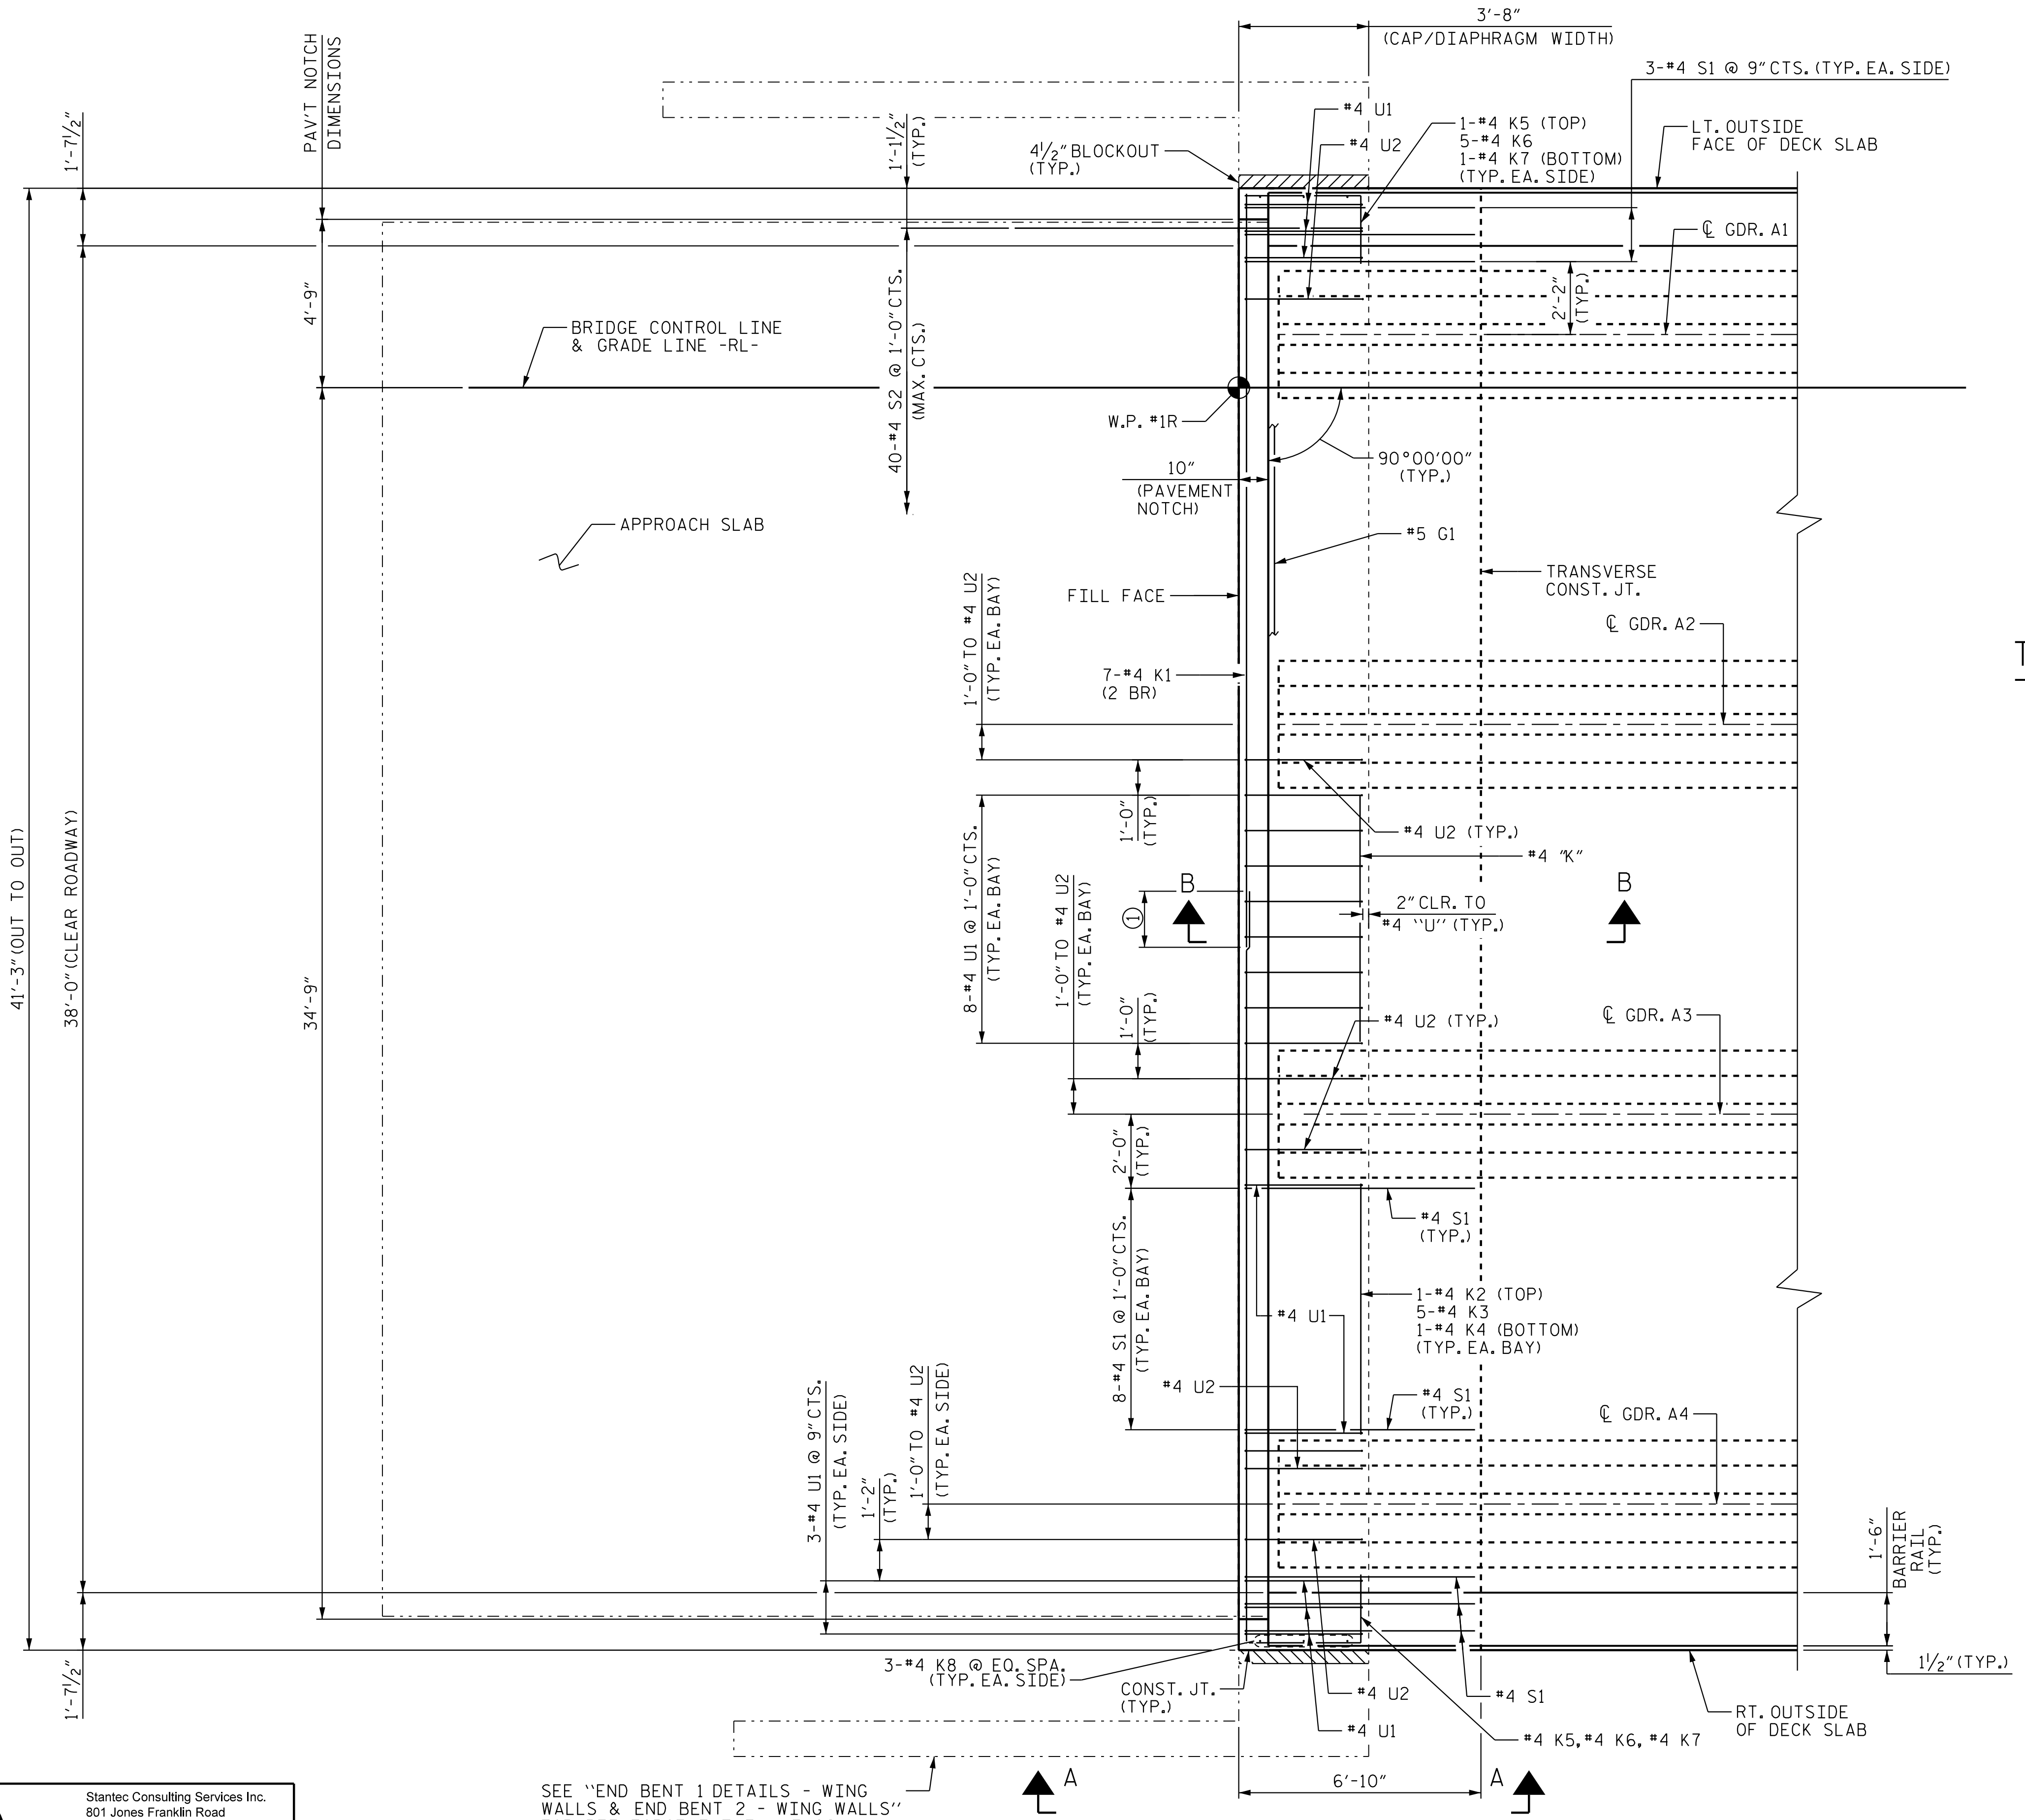 3'-8"
(CAP/DIAPHRAGM WIDTH)
3-#4 S1 @ 9" CTS. (TYP. EA. SIDE)
PAV'T NOTCH
DIMENSIONS
1'-7½"
1'-1½"
(TYP.)
4½" BLOCKOUT
(TYP.)
#4 U1
#4 U2
1-#4 K5 (TOP)
5-#4 K6
1-#4 K7 (BOTTOM)
(TYP. EA. SIDE)
LT. OUTSIDE
FACE OF DECK SLAB
℄ GDR. A1
2'-2"
(TYP.)
4'-9"
BRIDGE CONTROL LINE
& GRADE LINE -RL-
40-#4 S2 @ 1'-0" CTS.
(MAX. CTS.)
W.P. #1R
90°00'00"
(TYP.)
10"
(PAVEMENT
NOTCH)
APPROACH SLAB
#5 G1
TRANSVERSE
CONST. JT.
FILL FACE
℄ GDR. A2
T
1'-0" TO #4 U2
(TYP. EA. BAY)
7-#4 K1
(2 BR)
41'-3" (OUT TO OUT)
38'-0" (CLEAR ROADWAY)
34'-9"
8-#4 U1 @ 1'-0" CTS.
(TYP. EA. BAY)
1'-0"
(TYP.)
#4 U2 (TYP.)
#4 "K"
1'-0" TO #4 U2
(TYP. EA. BAY)
1
B
B
2" CLR. TO
#4 ``U'' (TYP.)
1'-0"
(TYP.)
#4 U2 (TYP.)
℄ GDR. A3
2'-0"
(TYP.)
#4 S1
(TYP.)
8-#4 S1 @ 1'-0" CTS.
(TYP. EA. BAY)
#4 U1
1-#4 K2 (TOP)
5-#4 K3
1-#4 K4 (BOTTOM)
(TYP. EA. BAY)
#4 U2
#4 S1
(TYP.)
℄ GDR. A4
3-#4 U1 @ 9" CTS.
(TYP. EA. SIDE)
1'-2"
(TYP.)
1'-0" TO #4 U2
(TYP. EA. SIDE)
1'-6"
BARRIER
RAIL
(TYP.)
1'-7½"
3-#4 K8 @ EQ. SPA.
(TYP. EA. SIDE)
CONST. JT.
(TYP.)
#4 U2
#4 U1
#4 S1
#4 K5, #4 K6, #4 K7
1½" (TYP.)
RT. OUTSIDE
OF DECK SLAB
6'-10"
A
A
SEE ``END BENT 1 DETAILS - WING
WALLS & END BENT 2 - WING WALLS''
Stantec Consulting Services Inc.
801 Jones Franklin Road